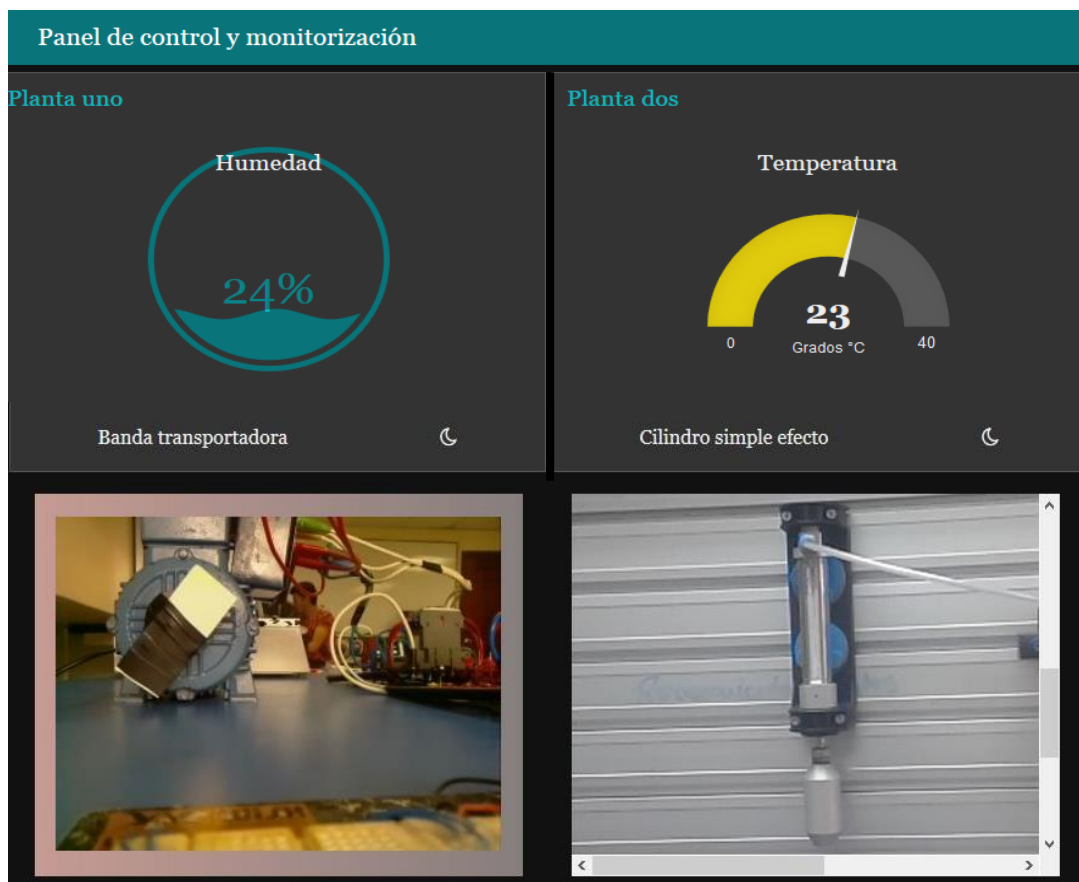 Panel de control y monitorización
Planta uno
Humedad
24%
Banda transportadora
Planta dos
Temperatura
23
0
Grados °C
40
Cilindro simple efecto